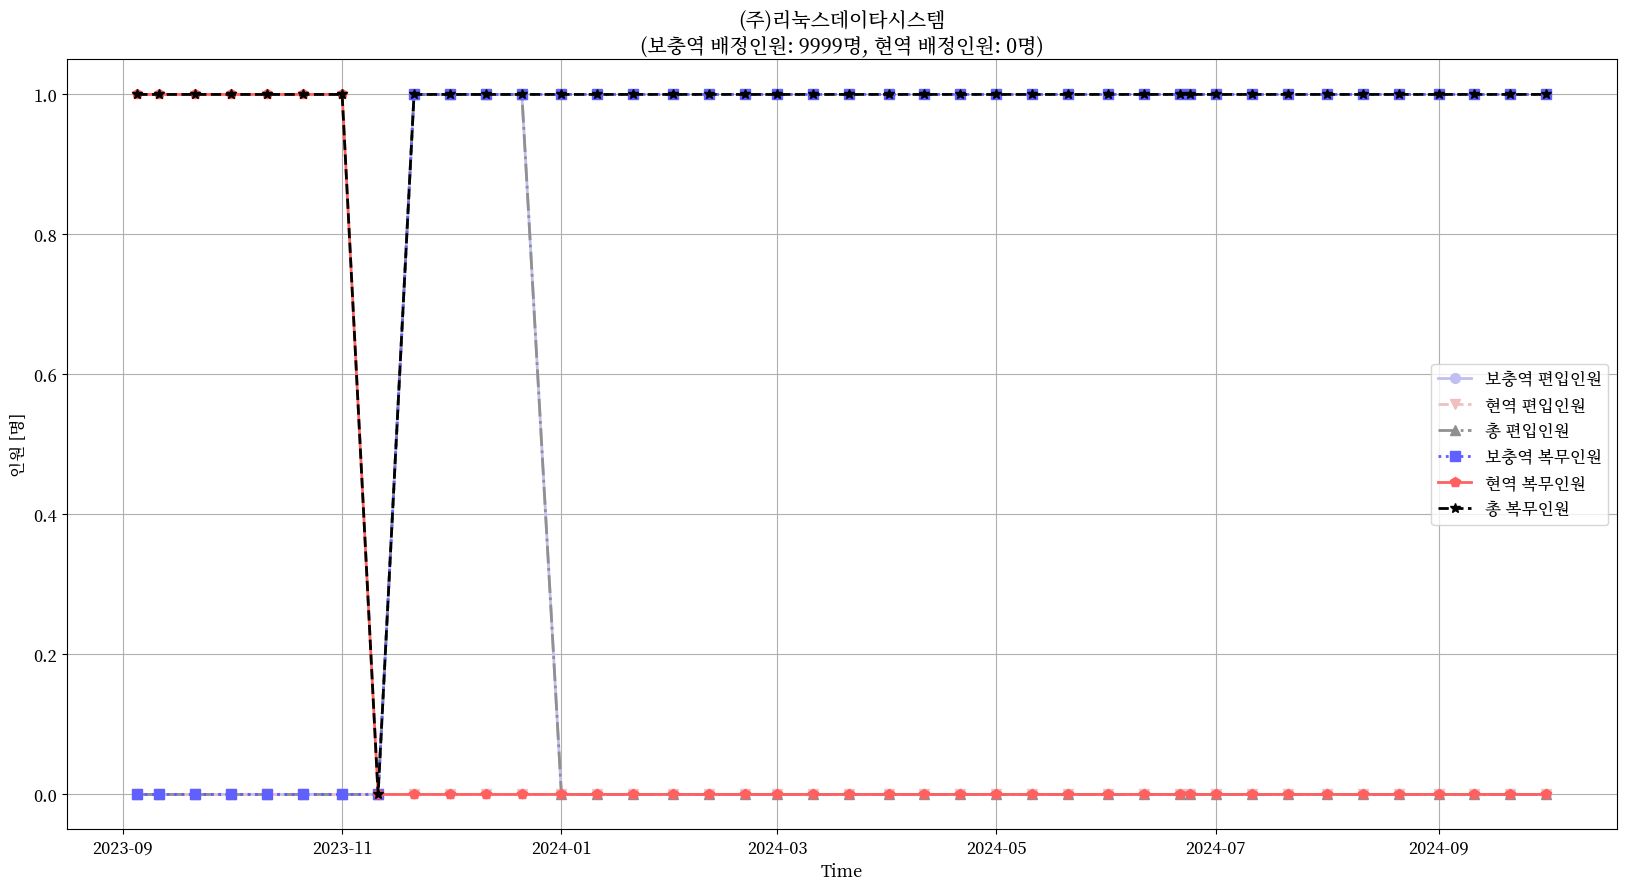 (주)리눅스데이타시스템
(보충역 배정인원: 9999명, 현역 배정인원: 0명)
인원 [명]
1.0
0.8
0.6
0.4
0.2
0.0
보충역 편입인원
현역 편입인원
총 편입인원
보충역 복무인원
현역 복무인원
총 복무인원
2023-09 2023-11 2024-01 2024-03 2024-05 2024-07 2024-09
Time